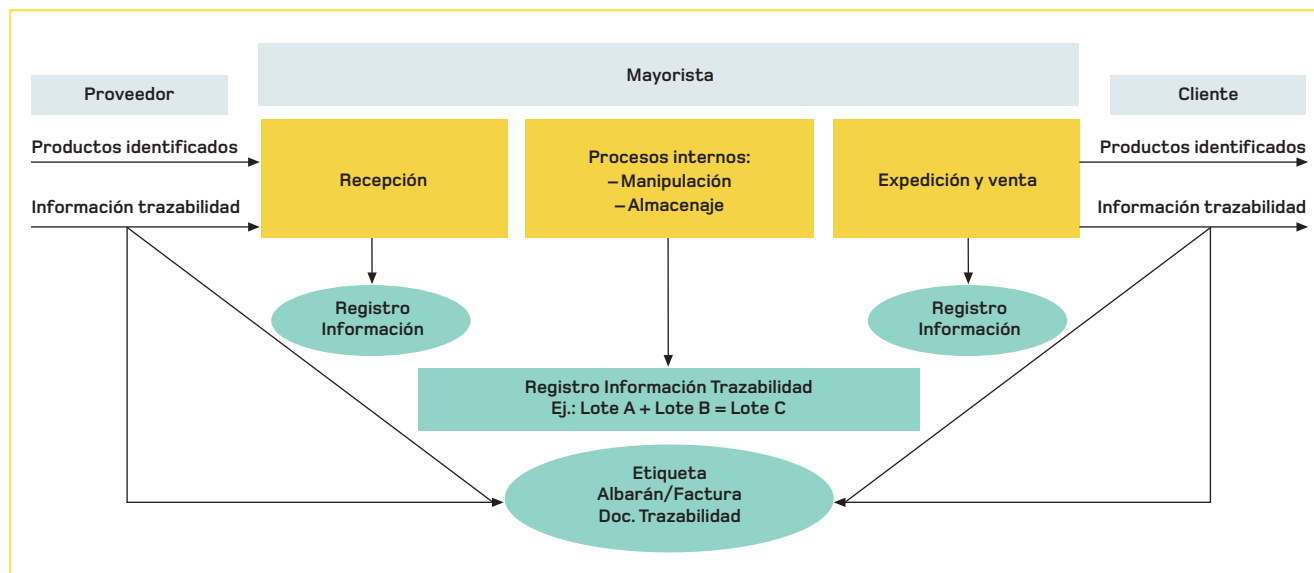 Mayorista
Proveedor
Cliente
Productos identificados
Información trazabilidad
Recepción
Procesos internos:
– Manipulación
– Almacenaje
Expedición y venta
Productos identificados
Información trazabilidad
Registro
Información
Registro
Información
Registro Información Trazabilidad
Ej.: Lote A + Lote B = Lote C
Etiqueta
Albarán/Factura
Doc. Trazabilidad